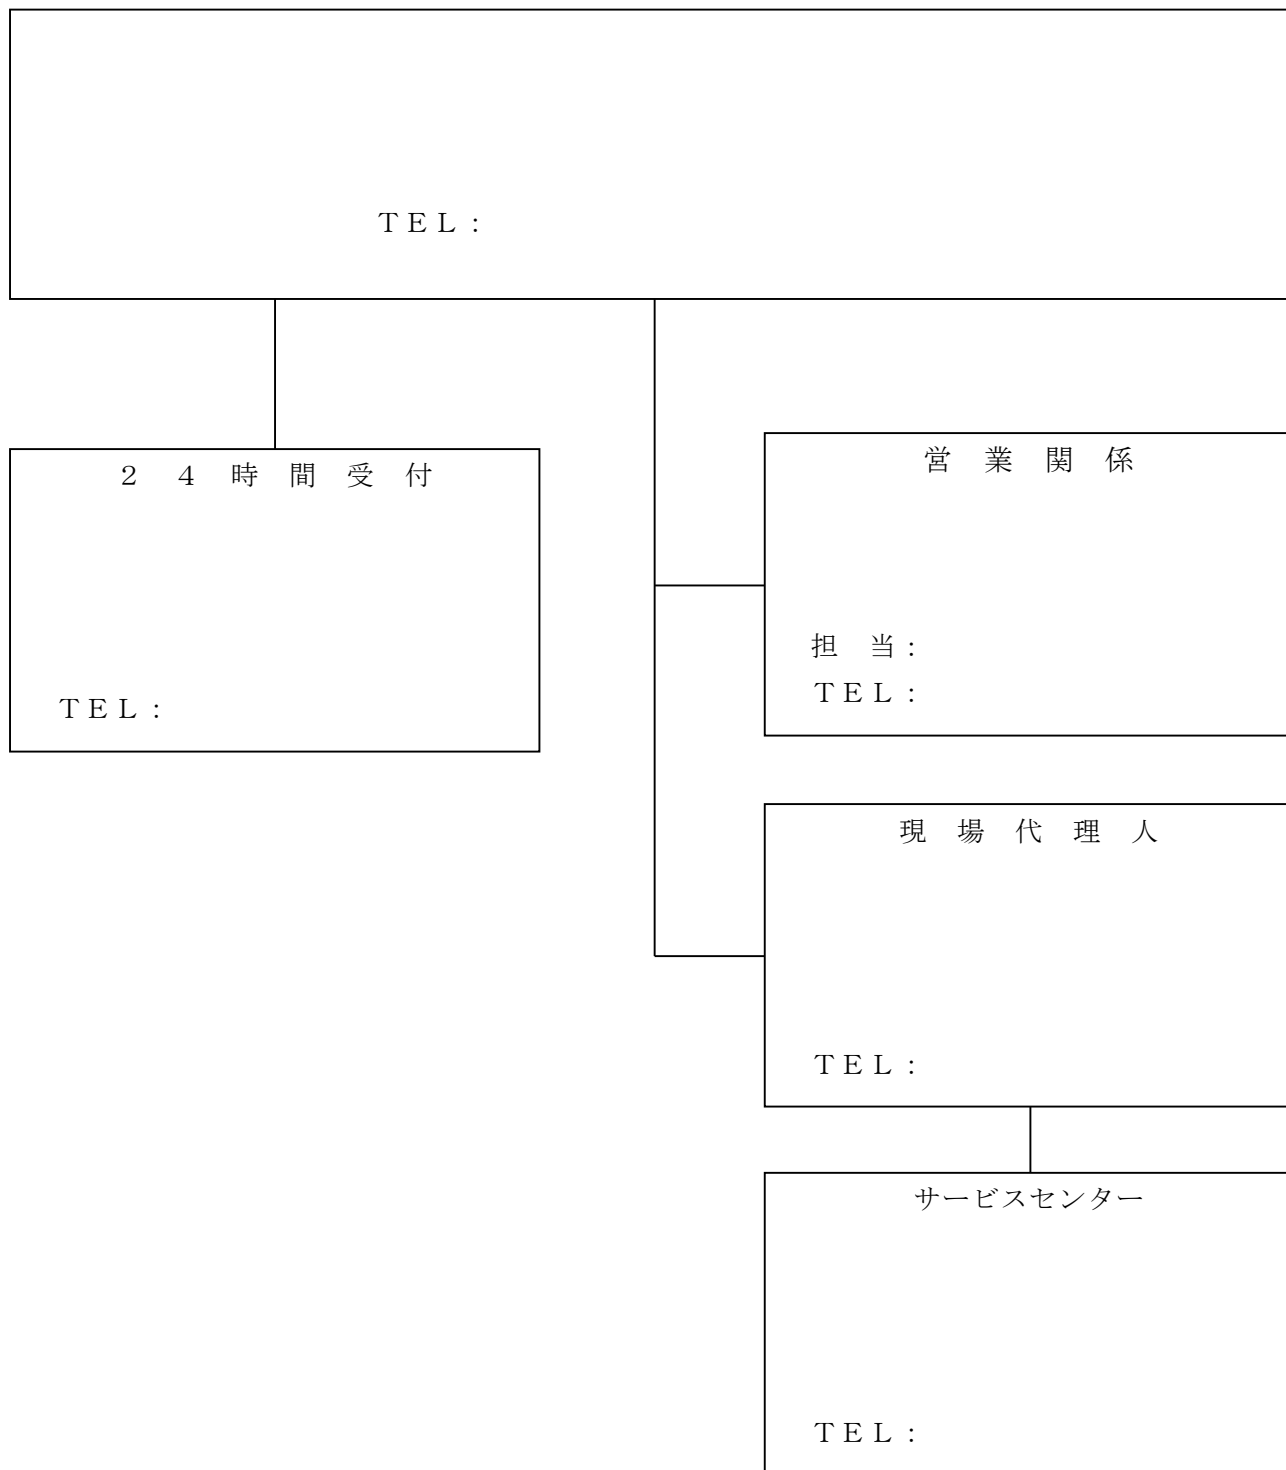 ＴＥＬ：
２　４　時　間　受　付
ＴＥＬ：
営　業　関　係
担　当：
ＴＥＬ：
現　場　代　理　人
ＴＥＬ：
サービスセンター
ＴＥＬ：